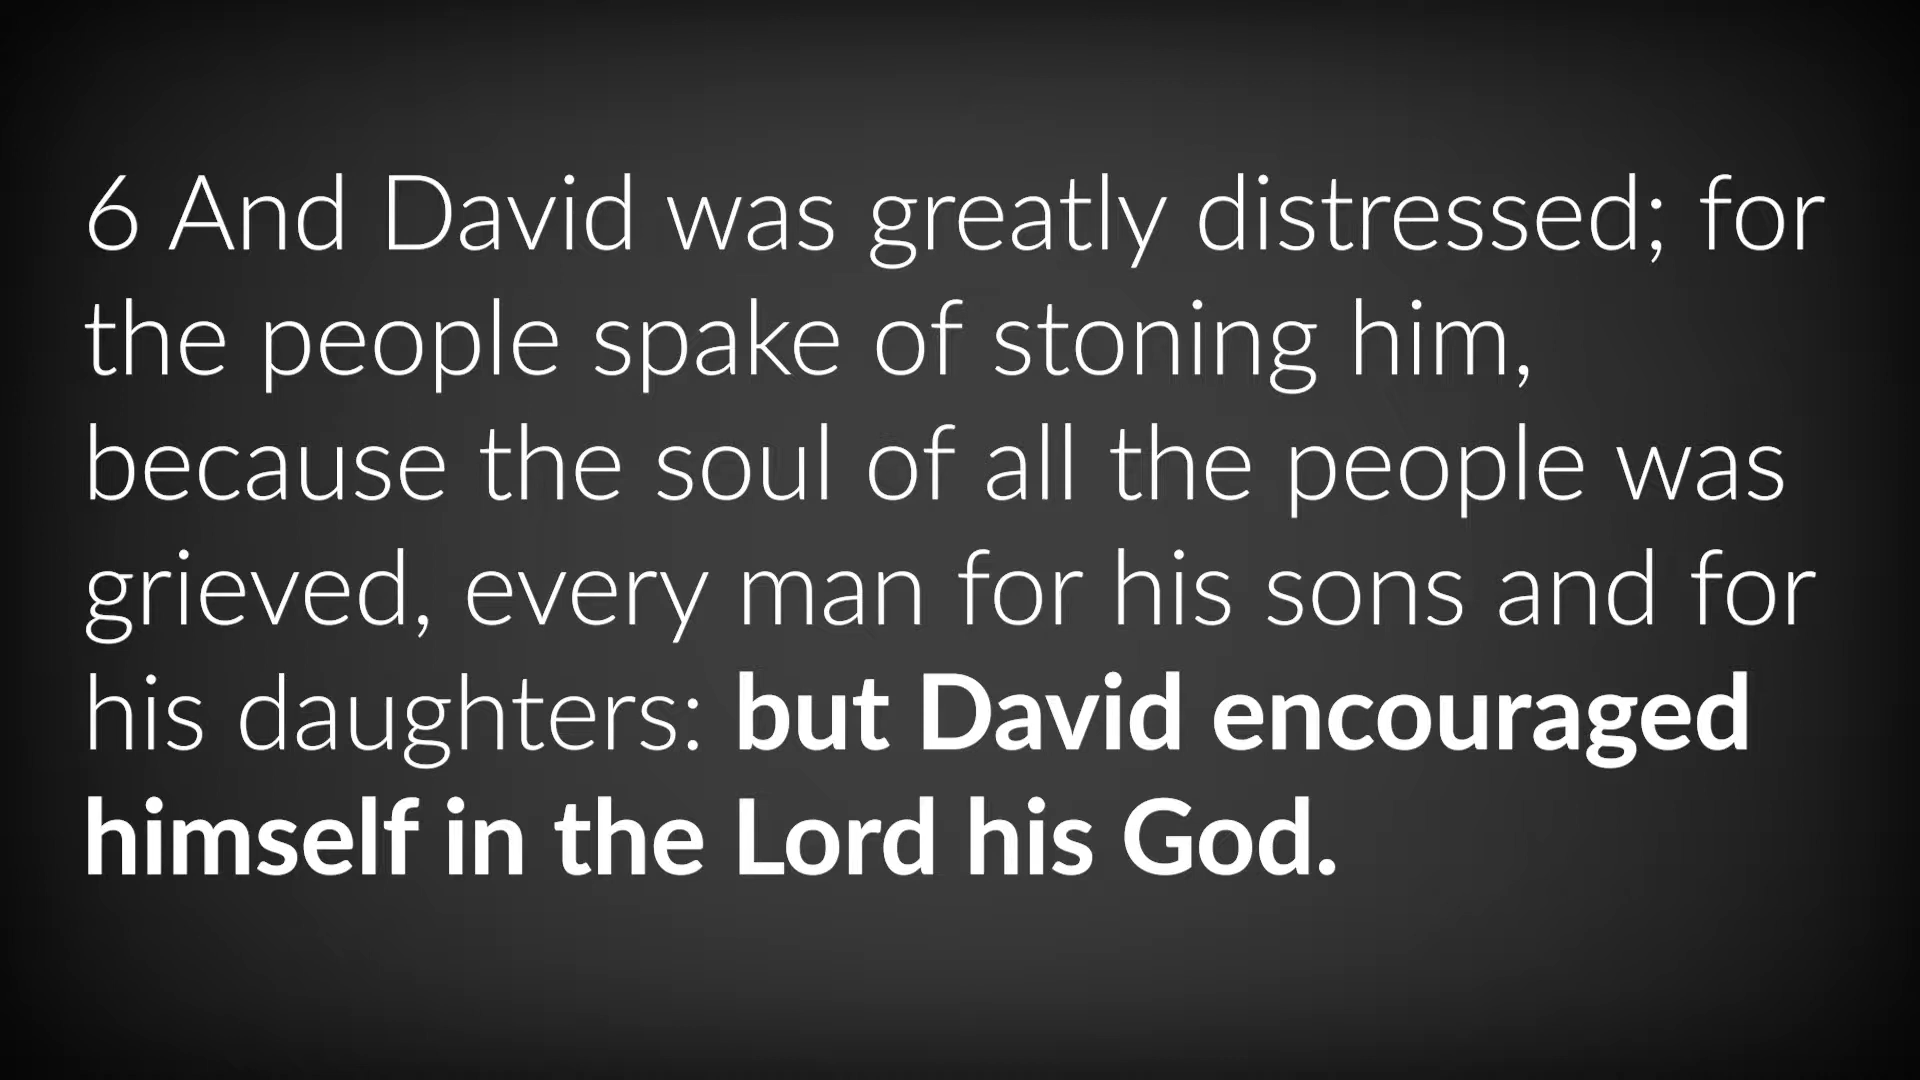 6 And David was greatly distressed; for
the people spake of stoning him,
because the soul of all the people was
grieved, every man for his sons and for
his daughters: but David encouraged
himself in the Lord his God.